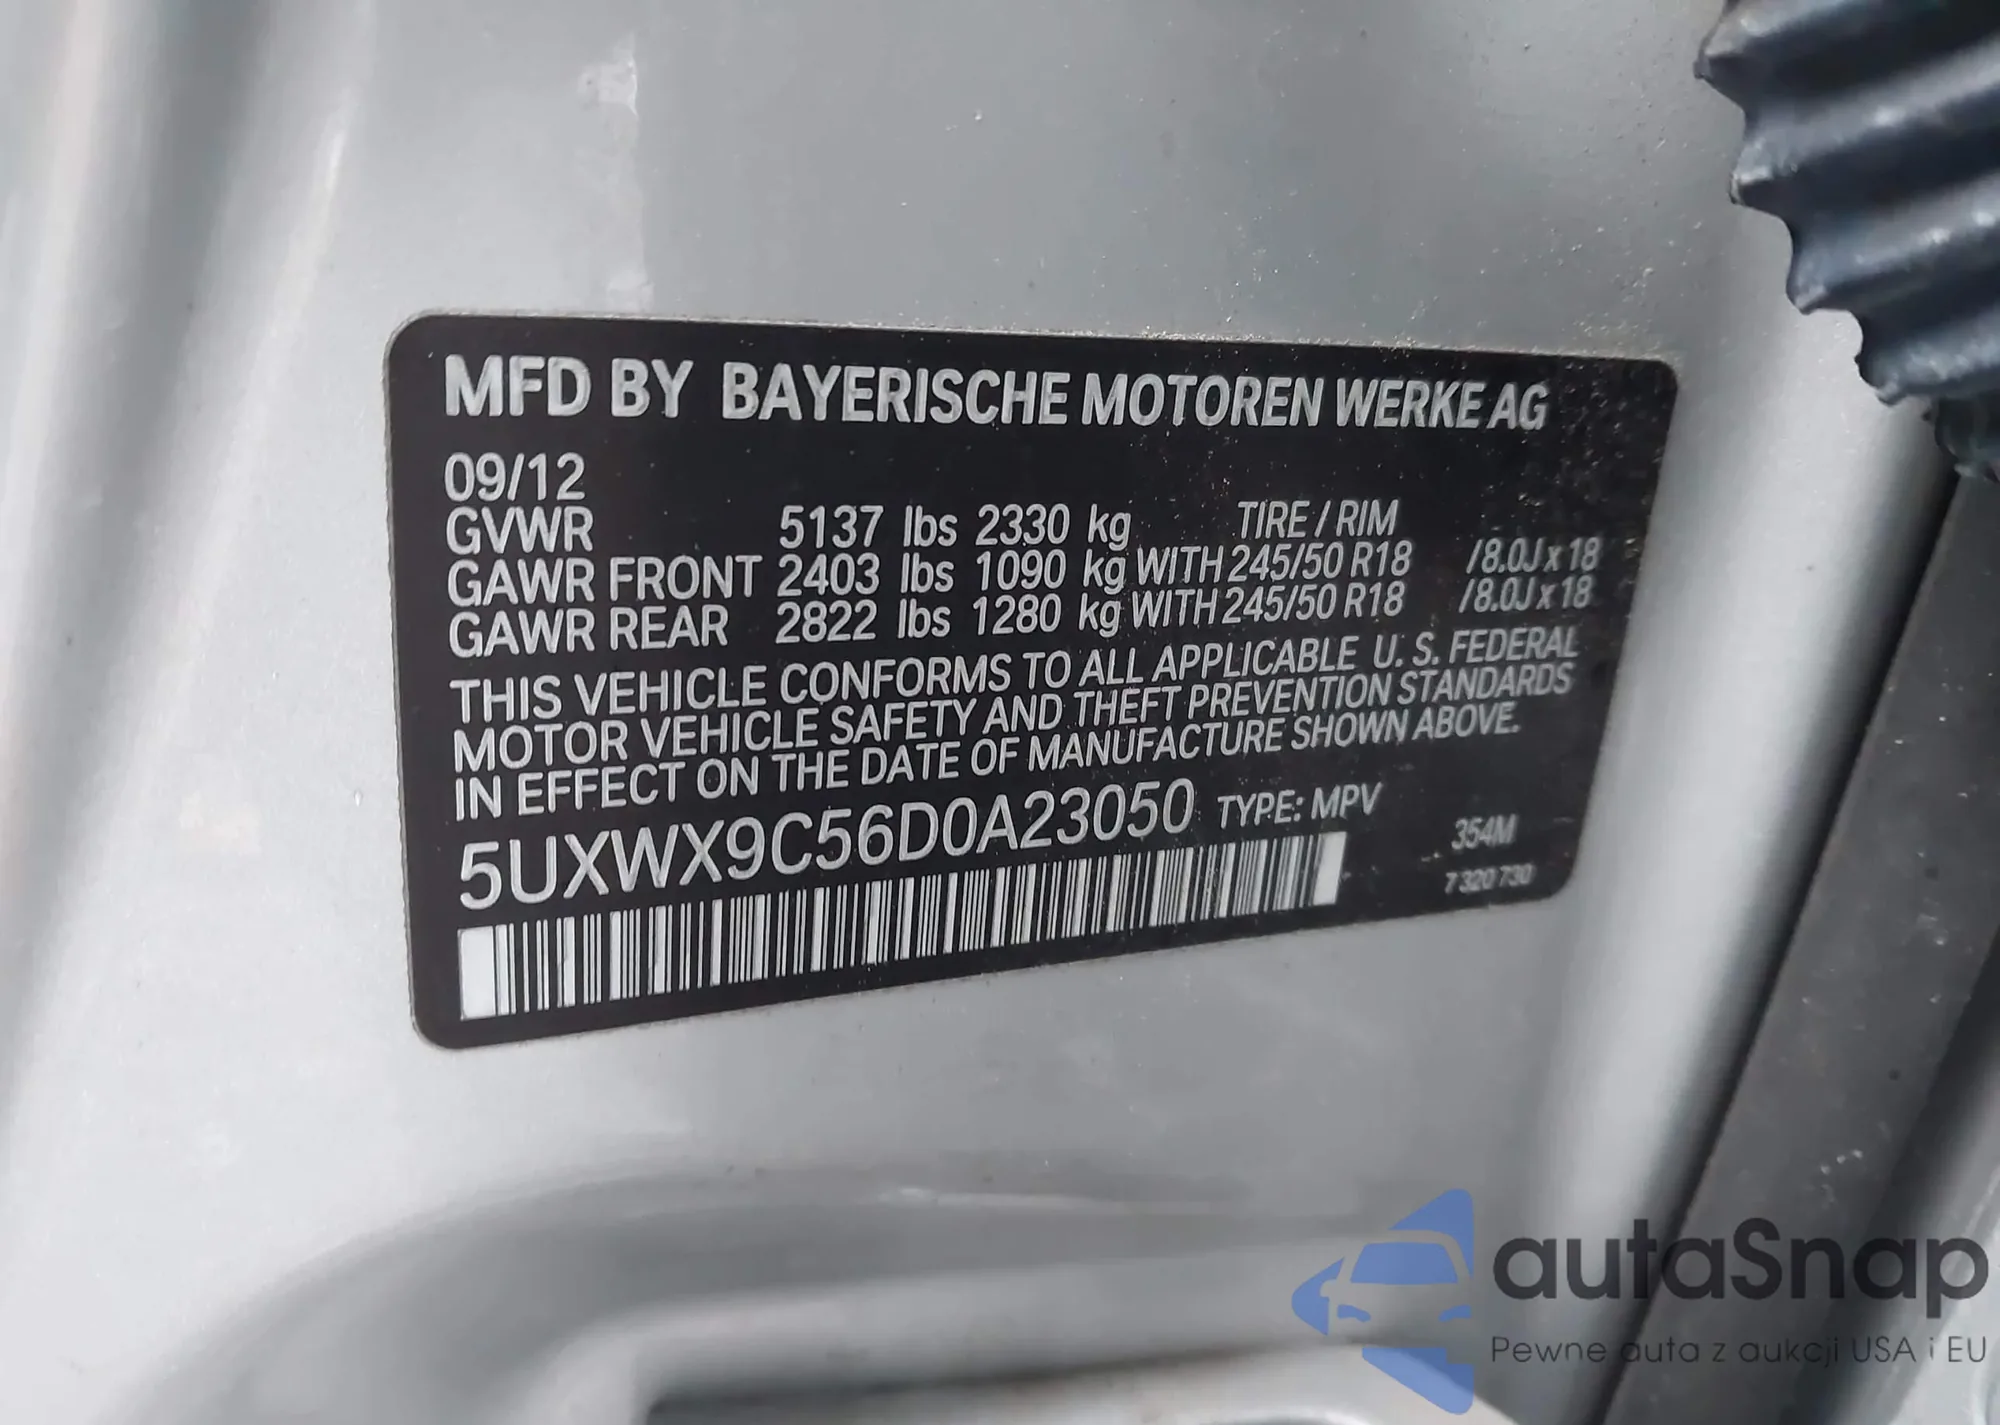 MFD BY BAYERISCHE MOTOREN WERKE AG
09/12
GVWR 5137 lbs 2330 kg TIRE / RIM
GAWR FRONT 2403 lbs 1090 kg WITH 245/50 R18 /8.0J x 18
GAWR REAR 2822 lbs 1280 kg WITH 245/50 R18 /8.0J x 18
THIS VEHICLE CONFORMS TO ALL APPLICABLE U. S. FEDERAL
MOTOR VEHICLE SAFETY AND THEFT PREVENTION STANDARDS
IN EFFECT ON THE DATE OF MANUFACTURE SHOWN ABOVE.
5UXWX9C56D0A23050 TYPE: MPV
354M
7 320 730
autaSnap
Pewne auta z aukcji USA i EU